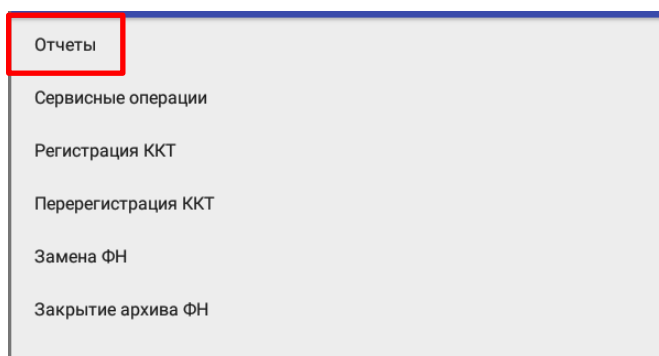 Отчеты
Сервисные операции
Регистрация ККТ
Перерегистрация ККТ
Замена ФН
Закрытие архива ФН